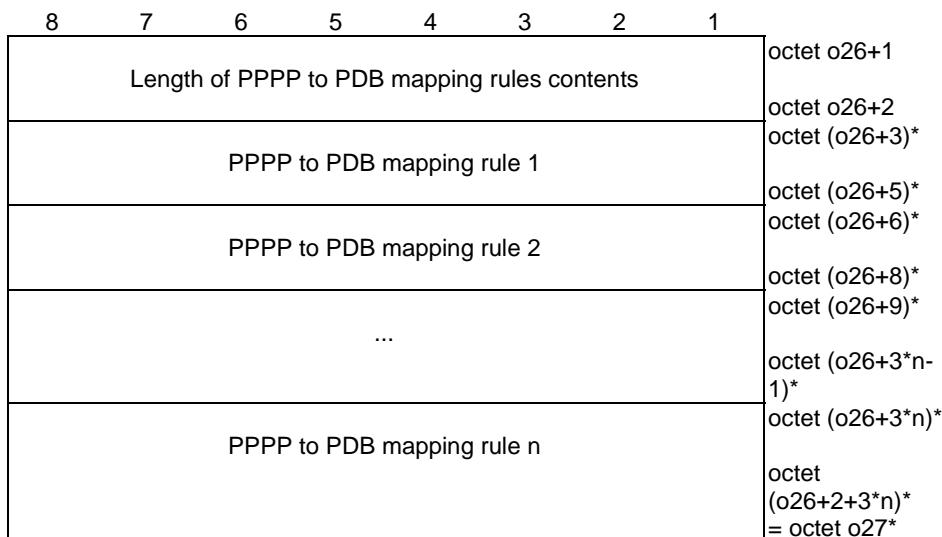 8 7 6 5 4 3 2 1
Length of PPPP to PDB mapping rules contents
octet o26+1
octet o26+2
PPPP to PDB mapping rule 1
octet (o26+3)*
octet (o26+5)*
PPPP to PDB mapping rule 2
octet (o26+6)*
octet (o26+8)*
...
octet (o26+9)*
octet (o26+3*n-
1)*
PPPP to PDB mapping rule n
octet (o26+3*n)*
octet
(o26+2+3*n)*
= octet o27*